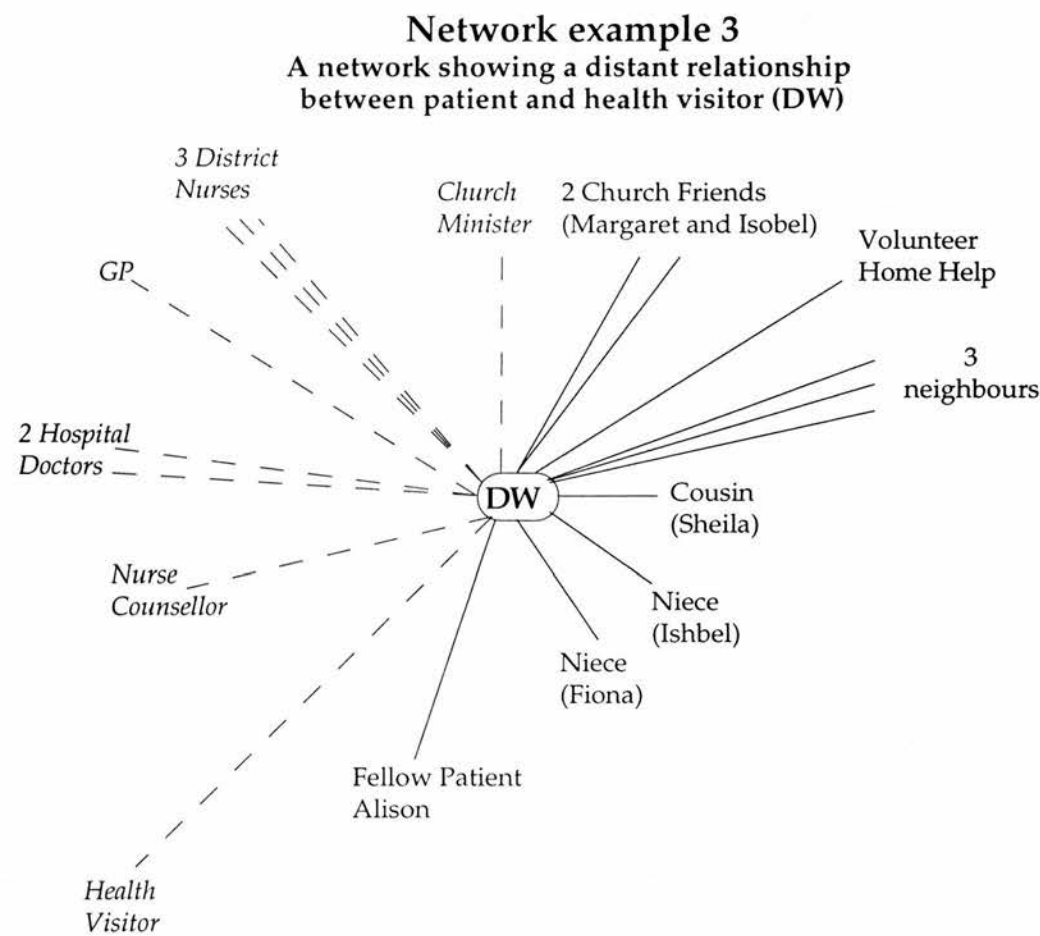 Network example 3
A network showing a distant relationship
between patient and health visitor (DW)
3 District
Nurses
Church
Minister
2 Church Friends
(Margaret and Isobel)
Volunteer
Home Help
GP
3
neighbours
2 Hospital
Doctors
DW
Cousin
(Sheila)
Nurse
Counsellor
Niece
(Ishbel)
Niece
(Fiona)
Fellow Patient
Alison
Health
Visitor